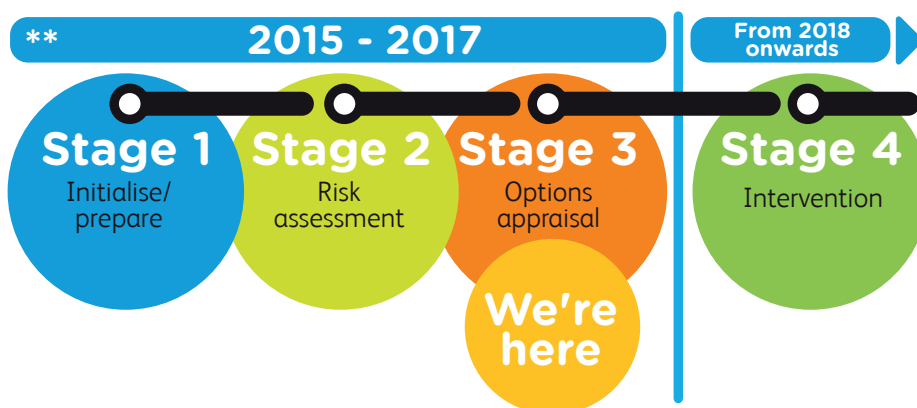 ** 2015 - 2017
From 2018
onwards
Stage 1
Initialise/
prepare
Stage 2
Risk
assessment
Stage 3
Options
appraisal
We're
here
Stage 4
Intervention